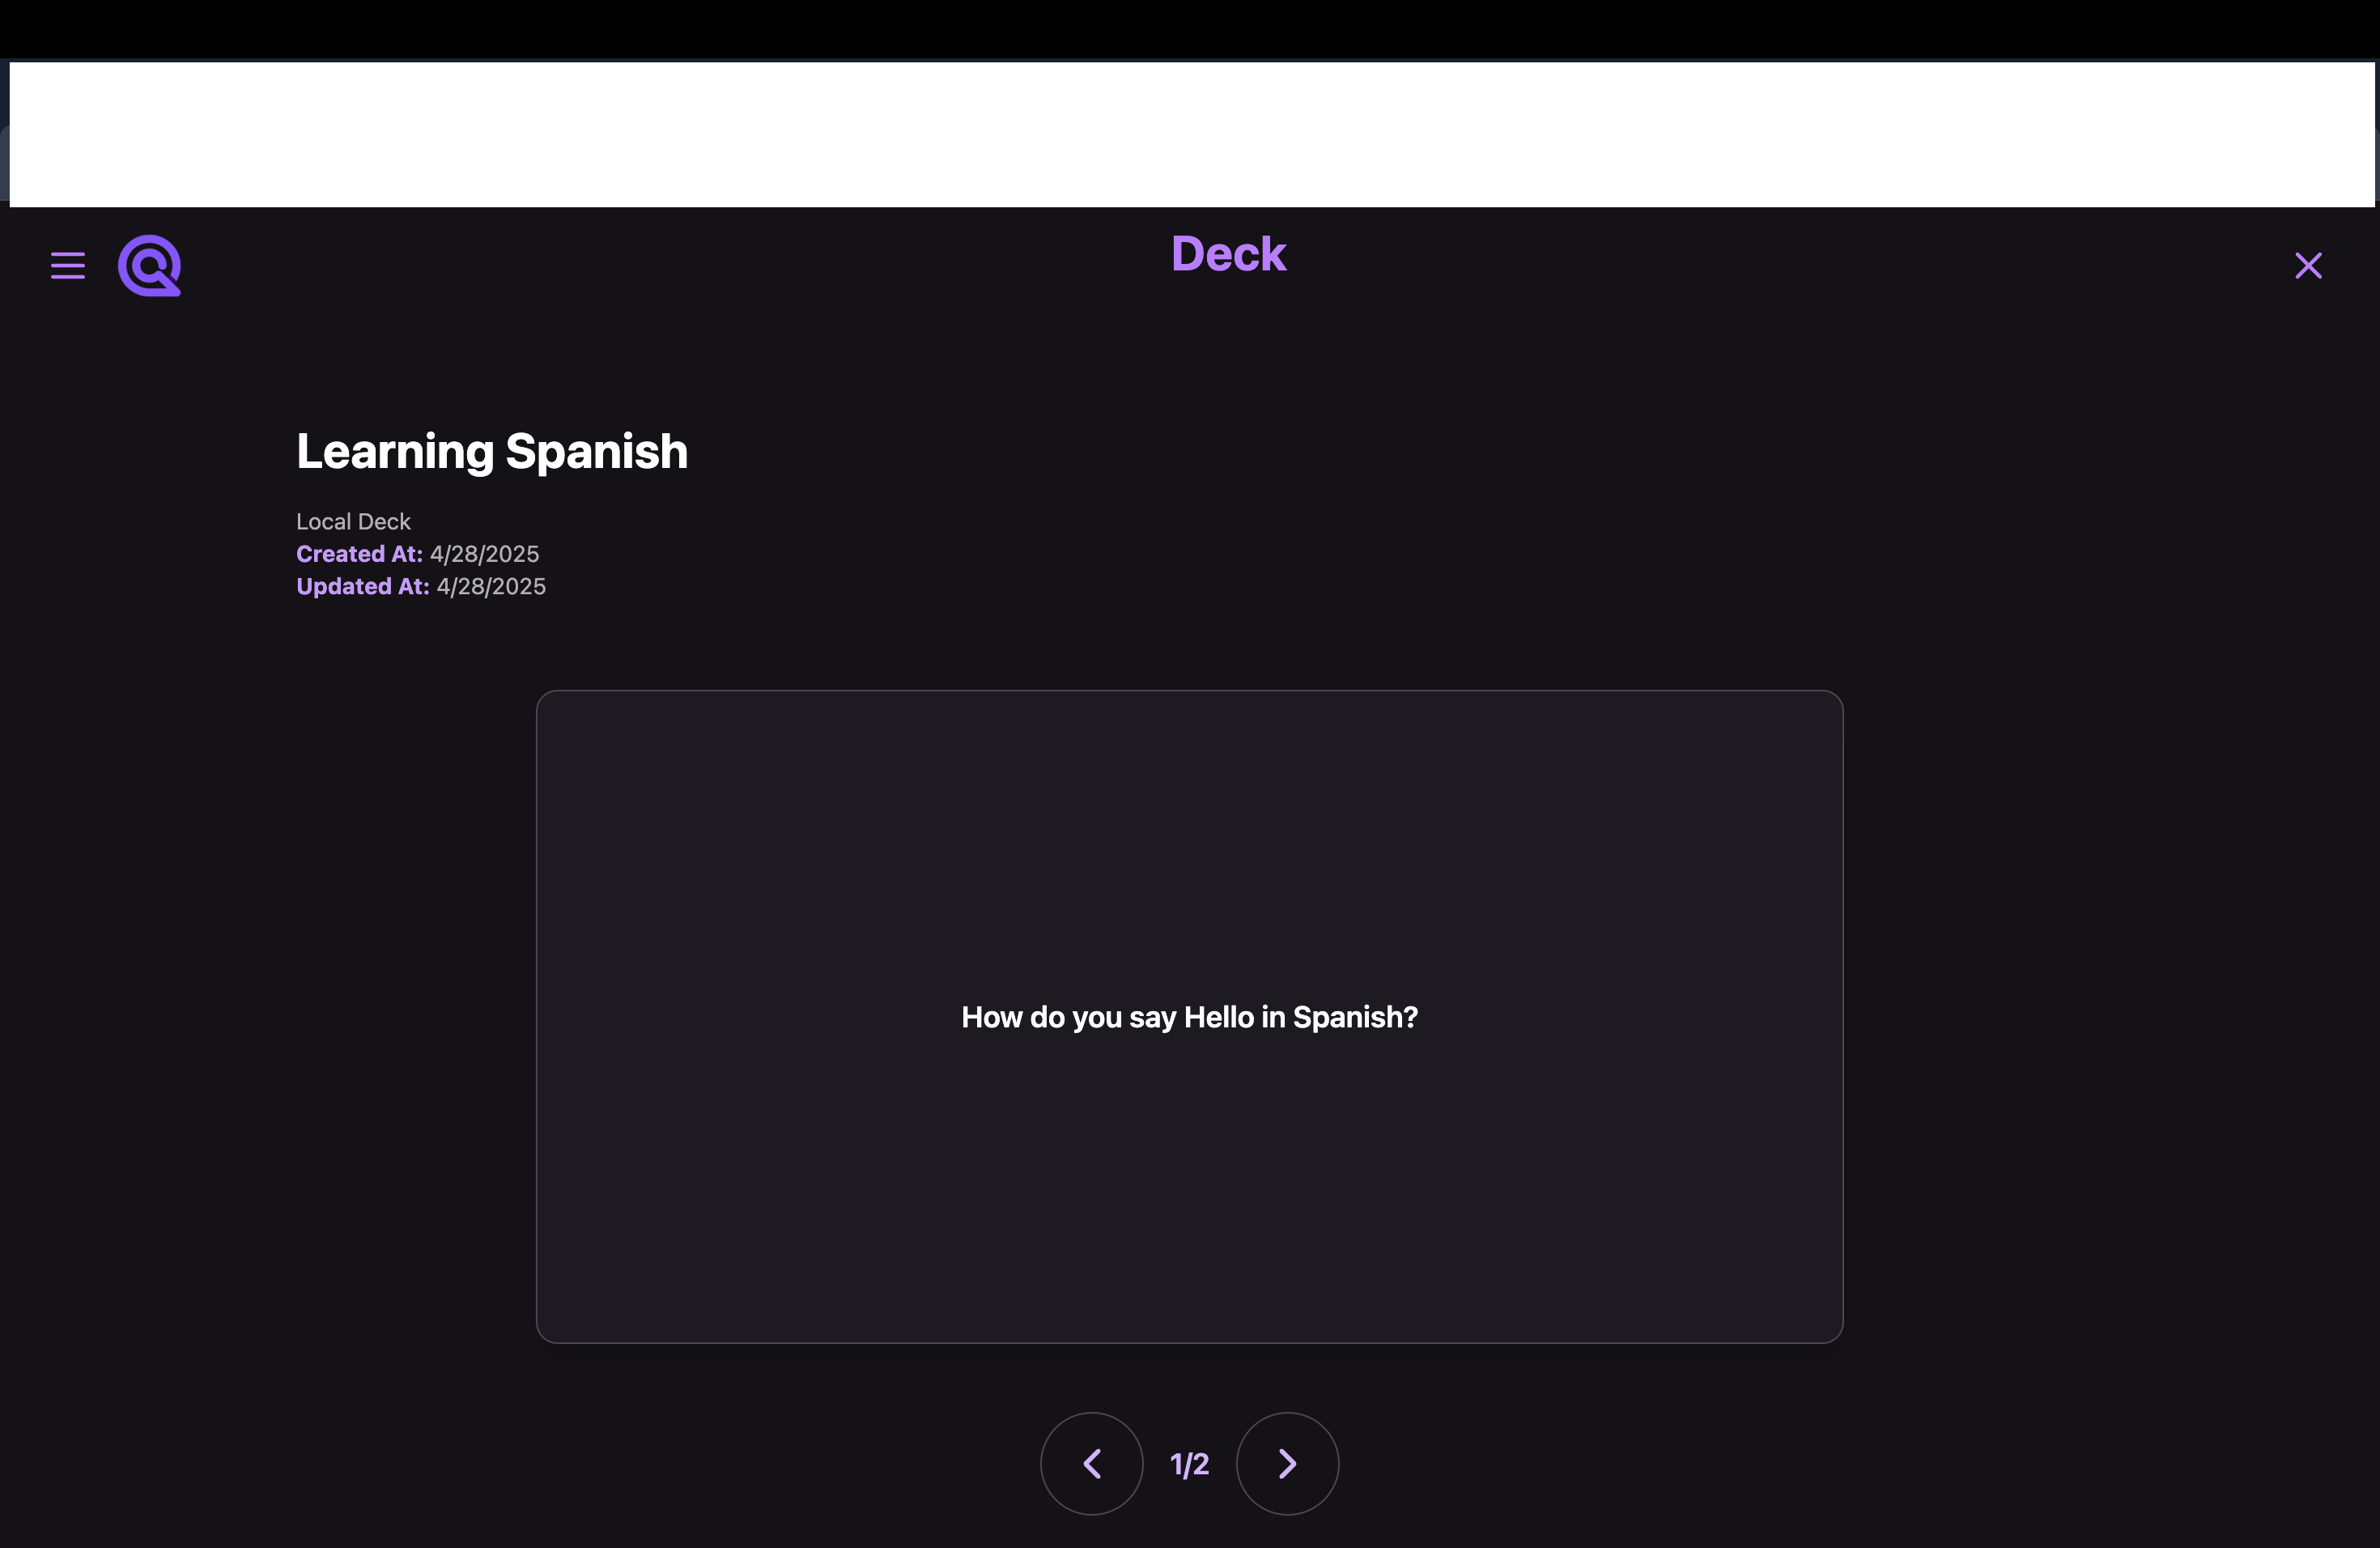 Deck
Learning Spanish
Local Deck
Created At: 4/28/2025
Updated At: 4/28/2025
How do you say Hello in Spanish?
1/2